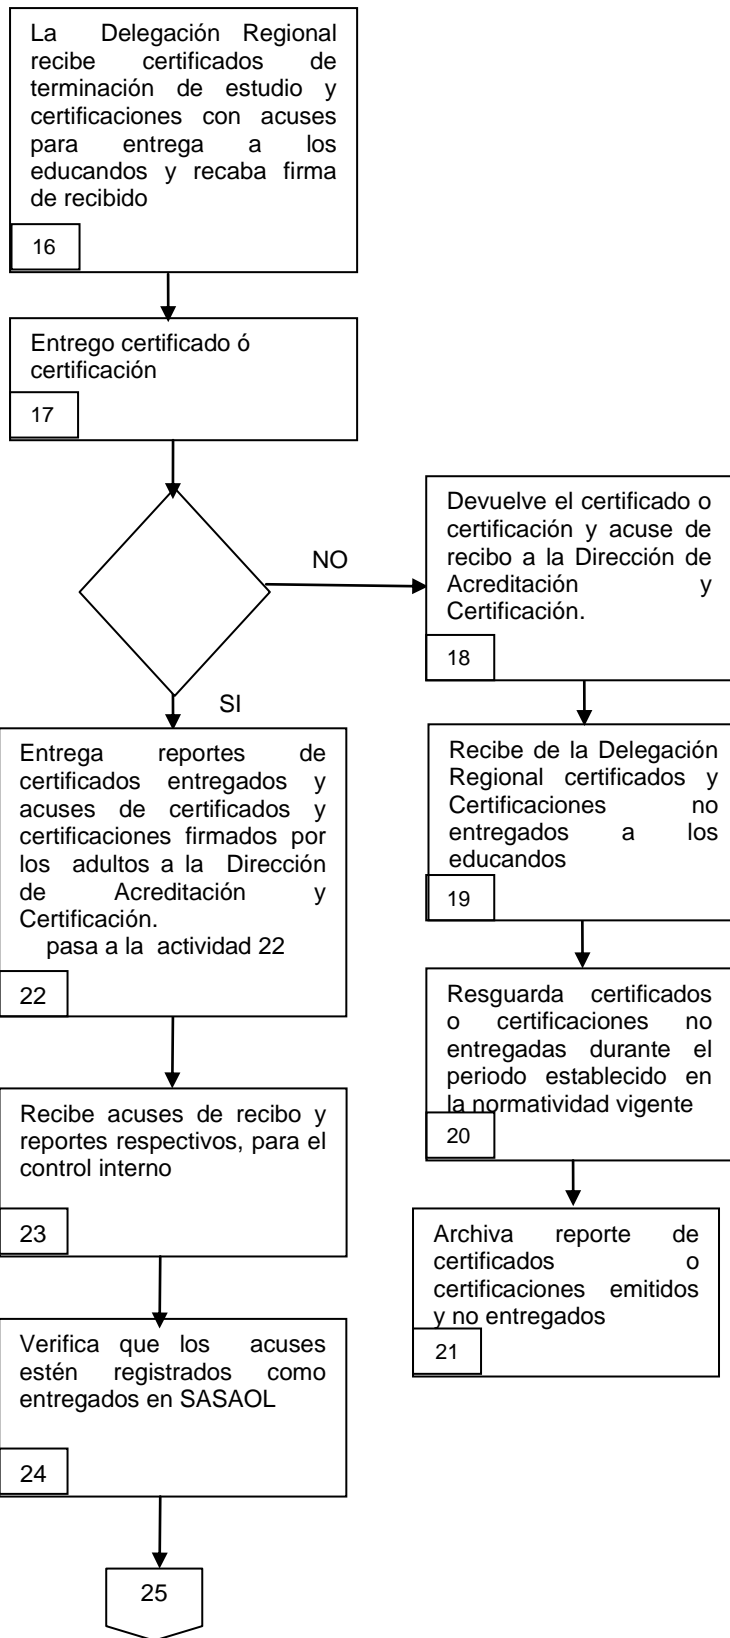 La Delegación Regional
recibe certificados de
terminación de estudio y
certificaciones con acuses
para entrega a los
educandos y recaba firma
de recibido
16
Entrego certificado ó
certificación
17
NO
Devuelve el certificado o
certificación y acuse de
recibo a la Dirección de
Acreditación y
Certificación.
18
Recibe de la Delegación
Regional certificados y
Certificaciones no
entregados a los
educandos
19
Resguarda certificados
o certificaciones no
entregadas durante el
periodo establecido en
la normatividad vigente
20
Archiva reporte de
certificados o
certificaciones emitidos
y no entregados
21
SI
Entrega reportes de
certificados entregados y
acuses de certificados y
certificaciones firmados por
los adultos a la Dirección
de Acreditación y
Certificación.
pasa a la actividad 22
22
Recibe acuses de recibo y
reportes respectivos, para el
control interno
23
Verifica que los acuses
estén registrados como
entregados en SASAOL
24
25